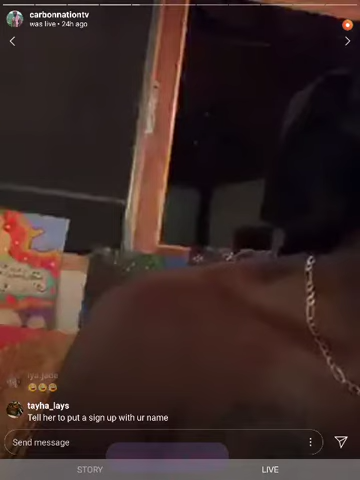 carbonnationtv
was live • 24h ago
tayha_lays
Tell her to put a sign up with ur name
Send message
STORY
LIVE